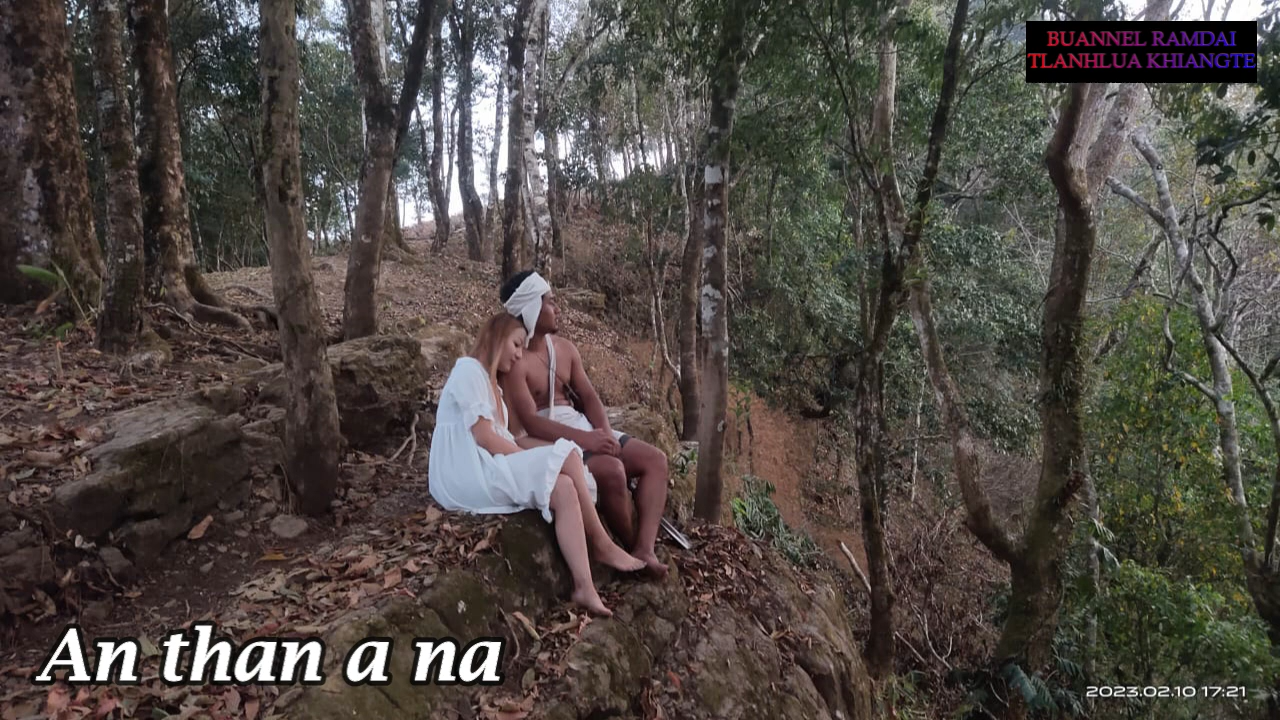 BUANNEL RAMDAI
TLANHLUA KHIANGTE
An than a na
2023.02.10 17:21